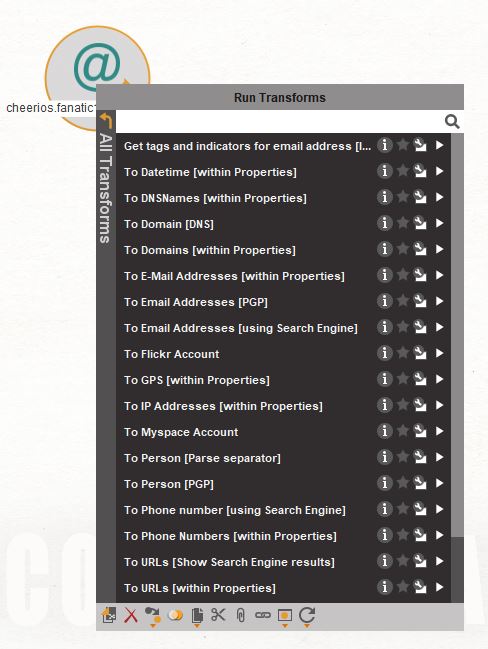 @
cheerios.fanatic
Run Transforms
All Transforms
Get tags and indicators for email address [I...
To Datetime [within Properties]
To DNSNames [within Properties]
To Domain [DNS]
To Domains [within Properties]
To E-Mail Addresses [within Properties]
To Email Addresses [PGP]
To Email Addresses [using Search Engine]
To Flickr Account
To GPS [within Properties]
To IP Addresses [within Properties]
To Myspace Account
To Person [Parse separator]
To Person [PGP]
To Phone number [using Search Engine]
To Phone Numbers [within Properties]
To URLs [Show Search Engine results]
To URLs [within Properties]